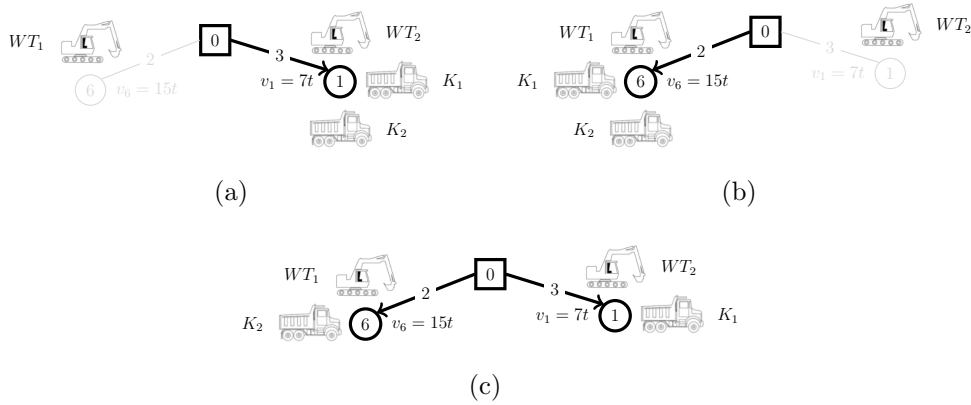 WT₁ 2 0 3 WT₂
6 v₆ = 15t v₁ = 7t 1 K₁
K₂
(a)
WT₁ 2 0 3 WT₂
K₁ 6 v₆ = 15t v₁ = 7t 1
K₂
(b)
WT₁ 2 0 3 WT₂
K₂ 6 v₆ = 15t v₁ = 7t 1 K₁
(c)